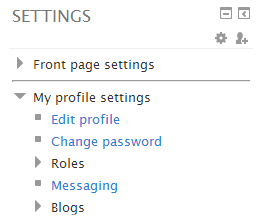 SETTINGS
Front page settings
My profile settings
Edit profile
Change password
Roles
Messaging
Blogs